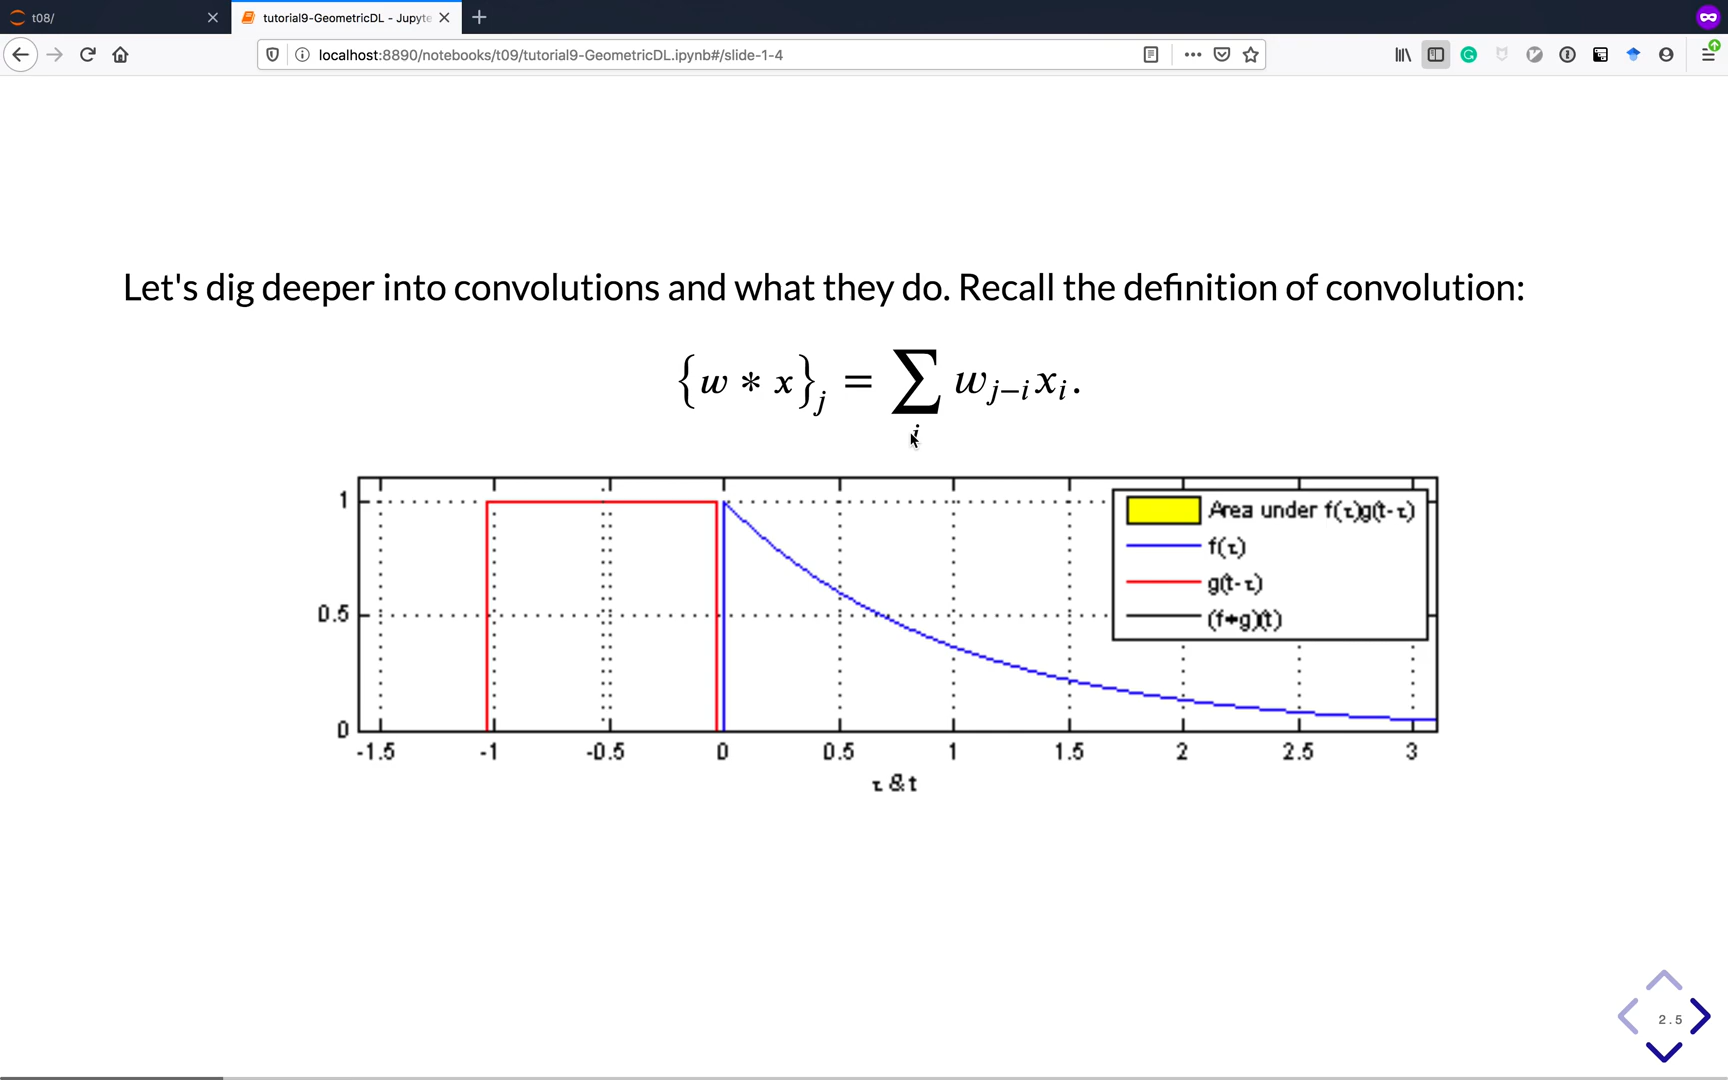 t08/
tutorial9-GeometricDL - Jupyte
localhost:8890/notebooks/t09/tutorial9-GeometricDL.ipynb#/slide-1-4
Let's dig deeper into convolutions and what they do. Recall the definition of convolution:
{w * x}_j = ∑_i w_{j−i} x_i.
Area under f(τ)g(t-τ)
f(τ)
g(t-τ)
(f*g)(t)
1
0.5
0
-1.5 -1 -0.5 0 0.5 1 1.5 2 2.5 3
τ & t
2.5